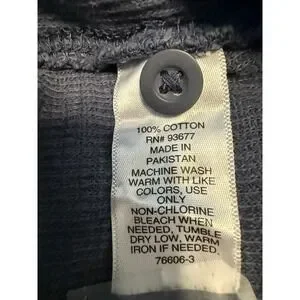 100% COTTON
RN# 93677
MADE IN
PAKISTAN
MACHINE WASH
WARM WITH LIKE
COLORS, USE
ONLY
NON-CHLORINE
BLEACH WHEN
NEEDED, TUMBLE
DRY LOW, WARM
IRON IF NEEDED.
76606-3